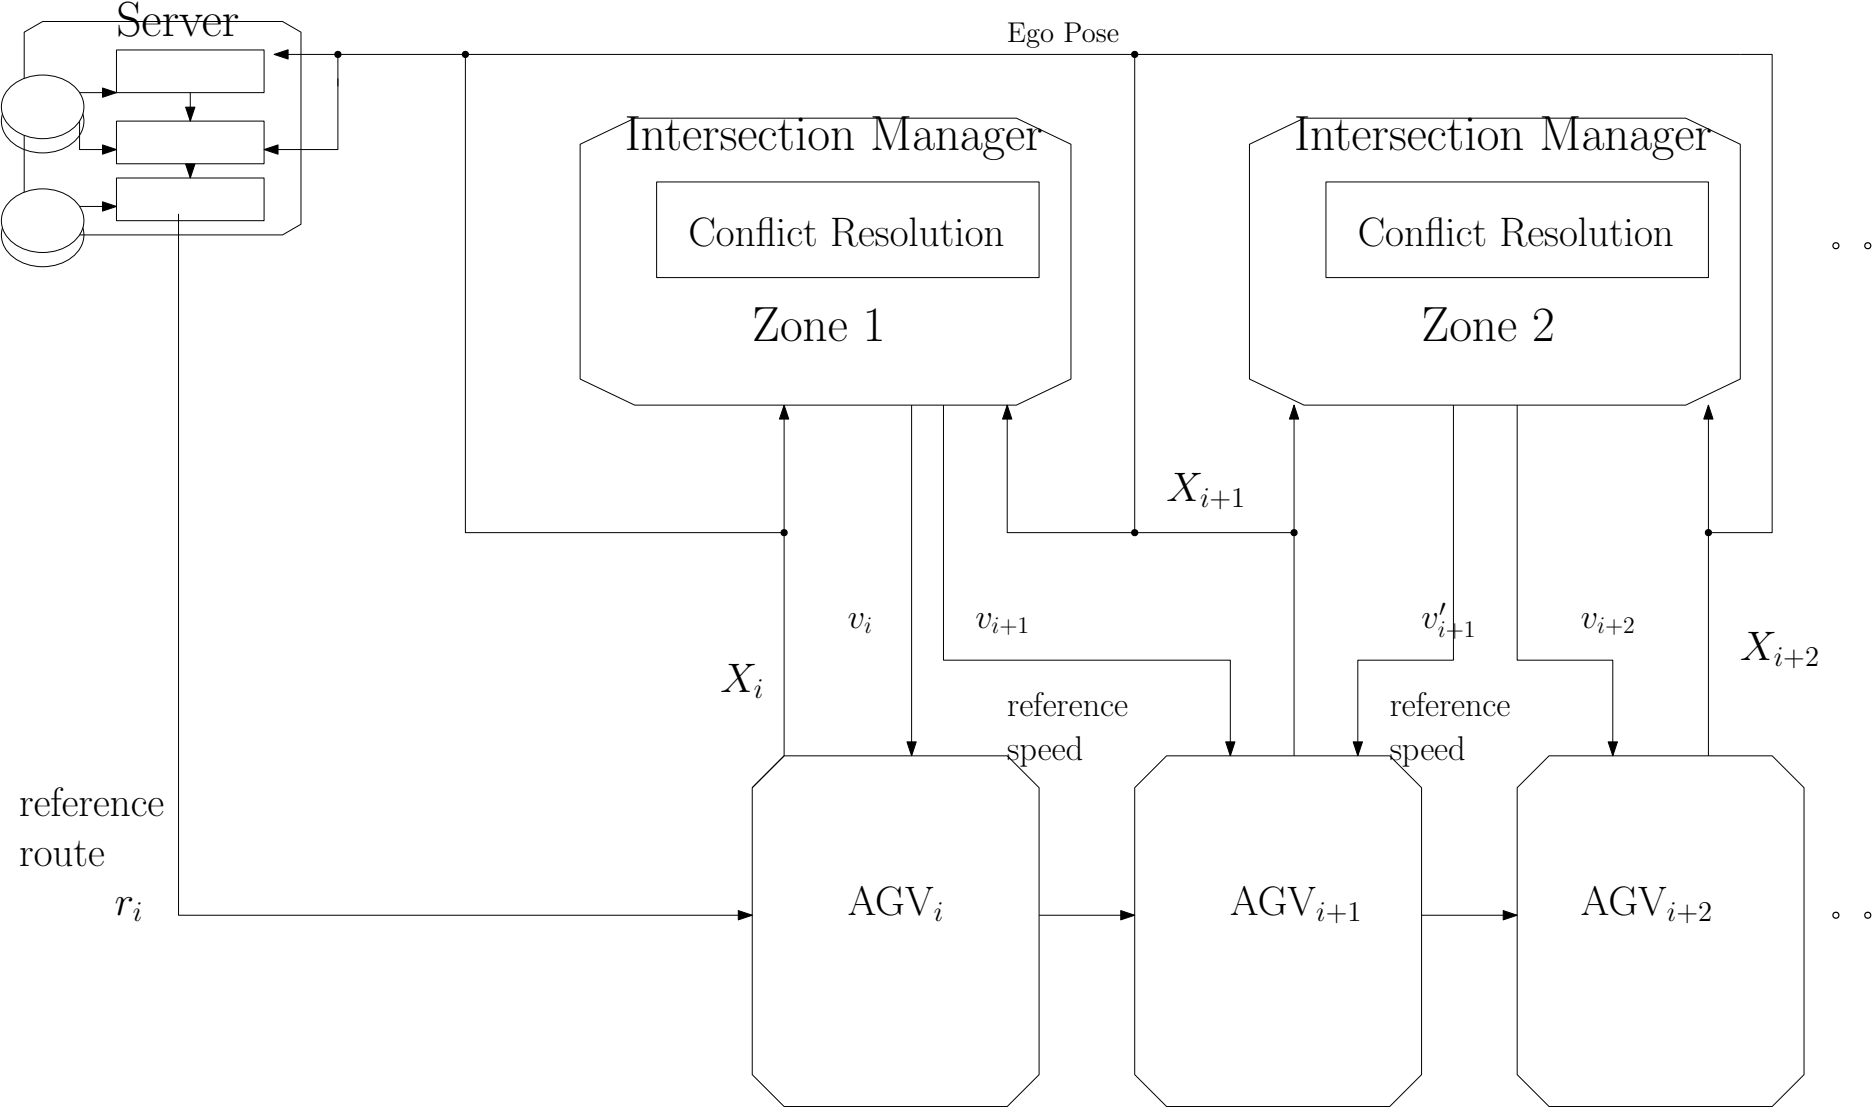 Server
Ego Pose
Intersection Manager
Intersection Manager
Conflict Resolution
Conflict Resolution
Zone 1
Zone 2
X_{i+1}
v_i
v_{i+1}
v'_{i+1}
v_{i+2}
X_i
X_{i+2}
reference
speed
reference
speed
reference
route
r_i
AGV_i
AGV_{i+1}
AGV_{i+2}